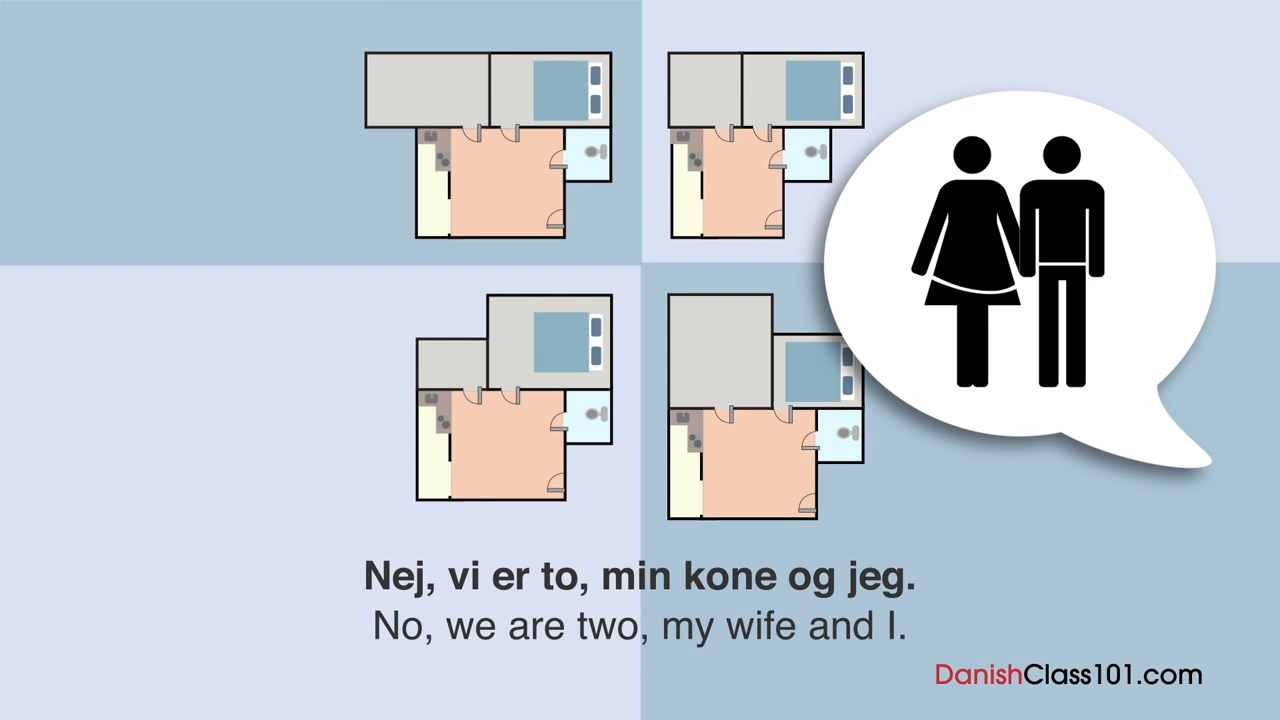 Nej, vi er to, min kone og jeg.
No, we are two, my wife and I.
DanishClass101.com